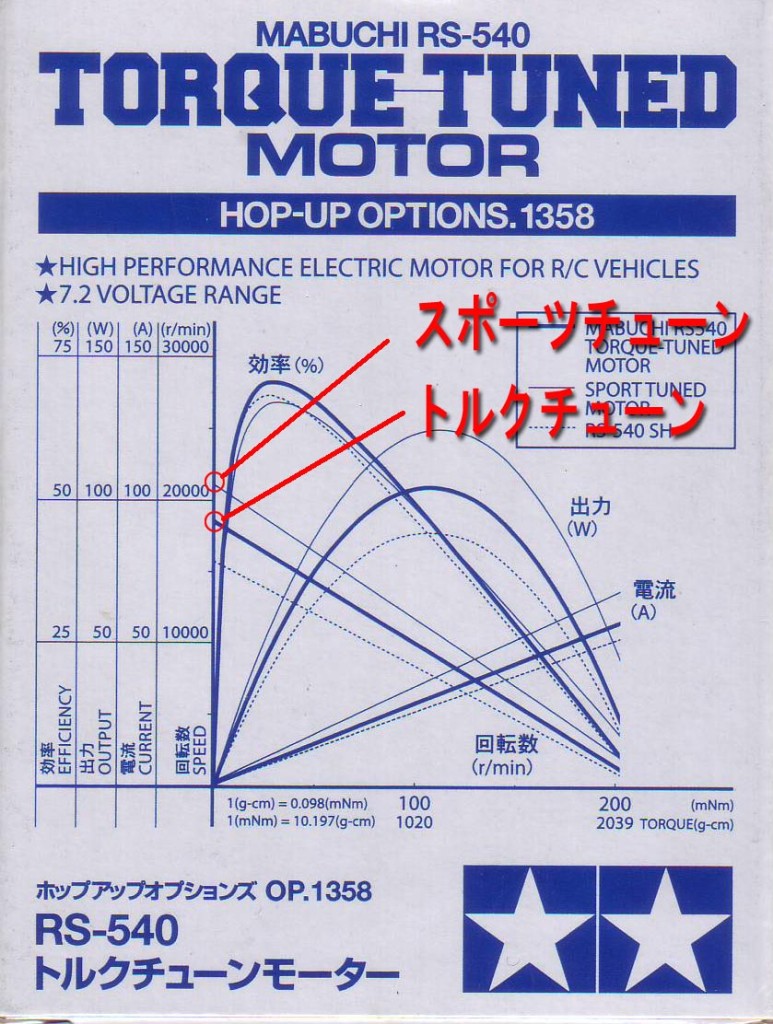 MABUCHI RS-540
TORQUE-TUNED
MOTOR
HOP-UP OPTIONS.1358
★HIGH PERFORMANCE ELECTRIC MOTOR FOR R/C VEHICLES
★7.2 VOLTAGE RANGE
スポーツチューン
トルクチューン
MABUCHI RS540
TORQUE-TUNED
MOTOR
SPORT TUNED
MOTOR
RS-540 SH
(%) (W) (A) (r/min)
75 150 150 30000
効率(%)
50 100 100 20000
出力
(W)
電流
(A)
25 50 50 10000
効率 EFFICIENCY
出力 OUTPUT
電流 CURRENT
回転数 SPEED
回転数
(r/min)
1(g-cm) = 0.098(mNm) 100 200 (mNm)
1(mNm) = 10.197(g-cm) 1020 2039 TORQUE(g-cm)
ホップアップオプションズ OP.1358
RS-540
トルクチューンモーター